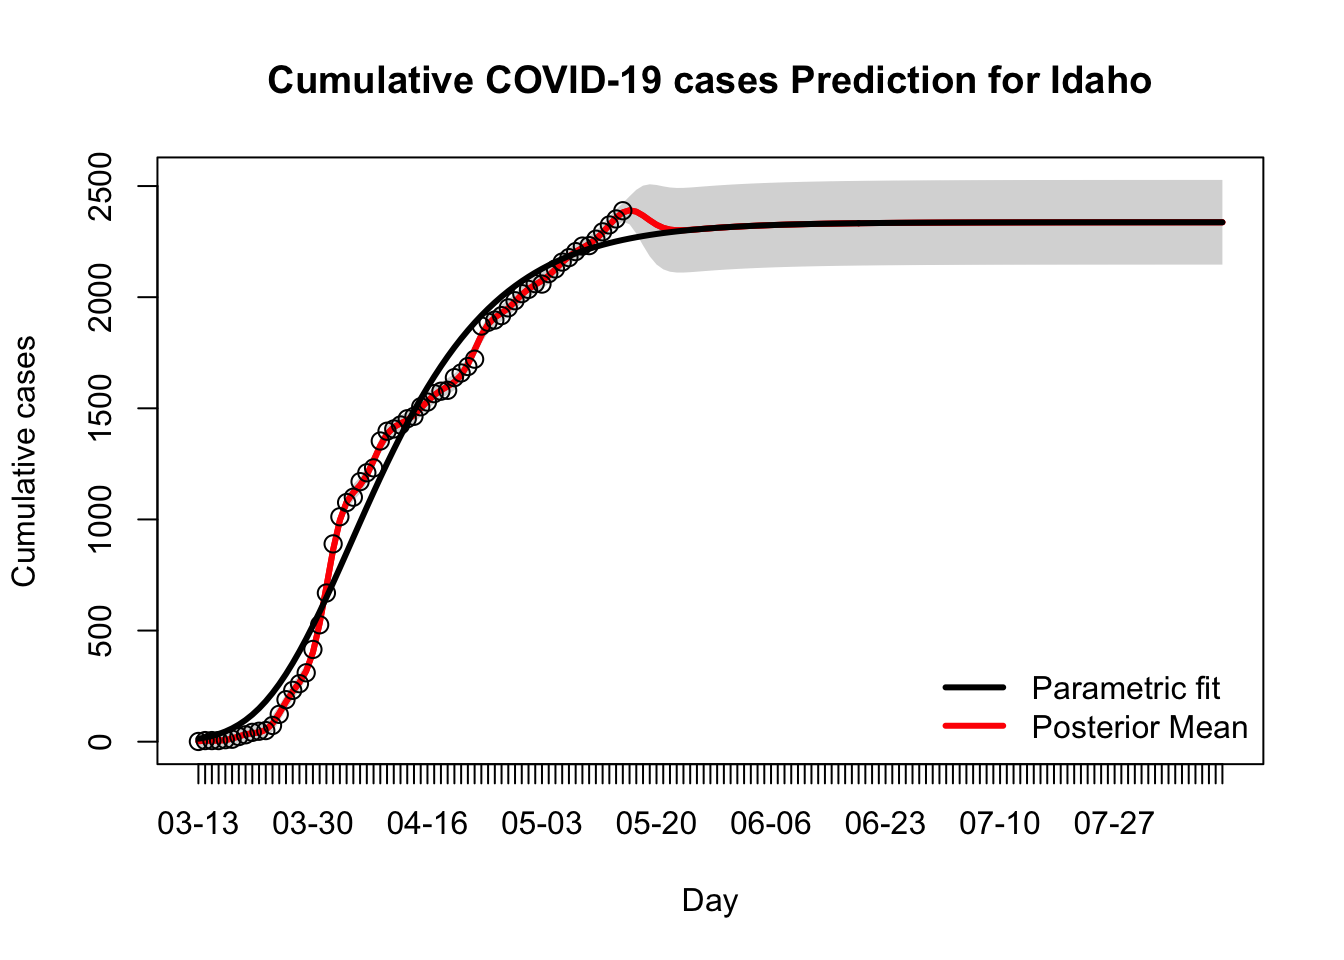 Cumulative COVID-19 cases Prediction for Idaho
Cumulative cases
2500
2000
1500
1000
500
0
Parametric fit
Posterior Mean
03-13 03-30 04-16 05-03 05-20 06-06 06-23 07-10 07-27
Day